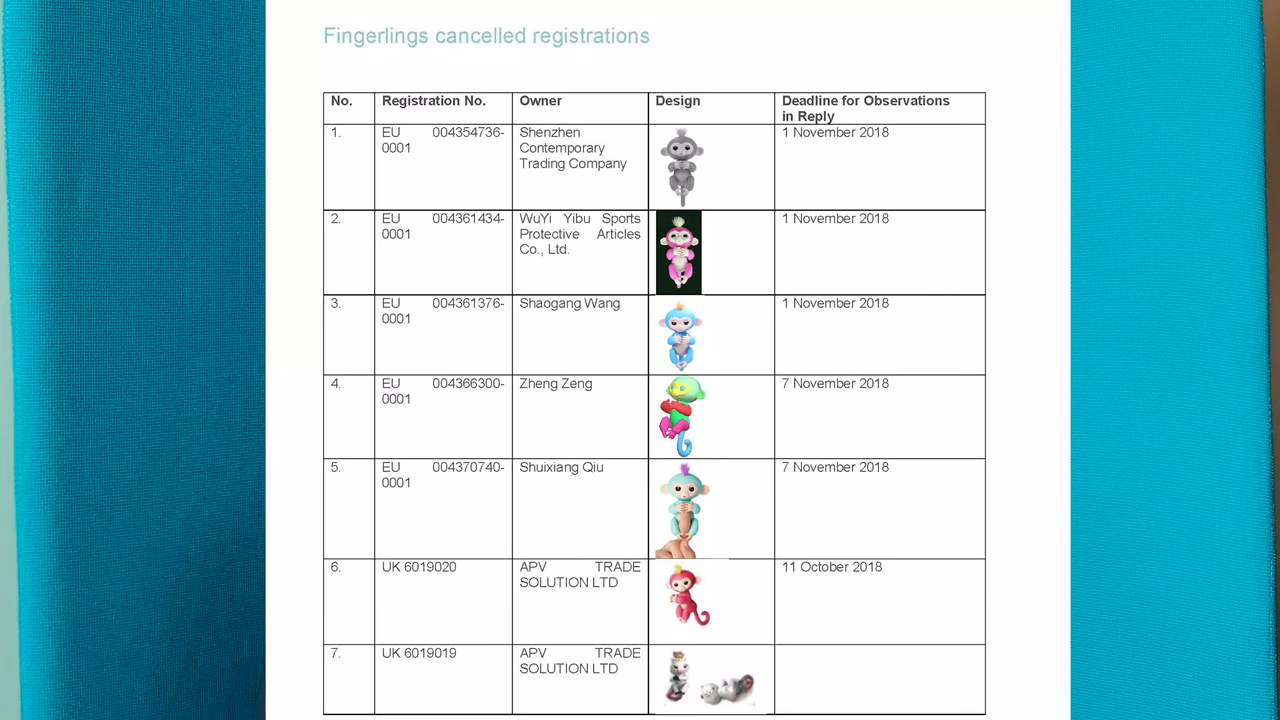 Fingerlings cancelled registrations
No. Registration No. Owner Design Deadline for Observations
in Reply
1. EU 004354736- Shenzhen 1 November 2018
0001 Contemporary
Trading Company
2. EU 004361434- WuYi Yibu Sports 1 November 2018
0001 Protective Articles
Co., Ltd.
3. EU 004361376- Shaogang Wang 1 November 2018
0001
4. EU 004366300- Zheng Zeng 7 November 2018
0001
5. EU 004370740- Shuixiang Qiu 7 November 2018
0001
6. UK 6019020 APV TRADE 11 October 2018
SOLUTION LTD
7. UK 6019019 APV TRADE
SOLUTION LTD